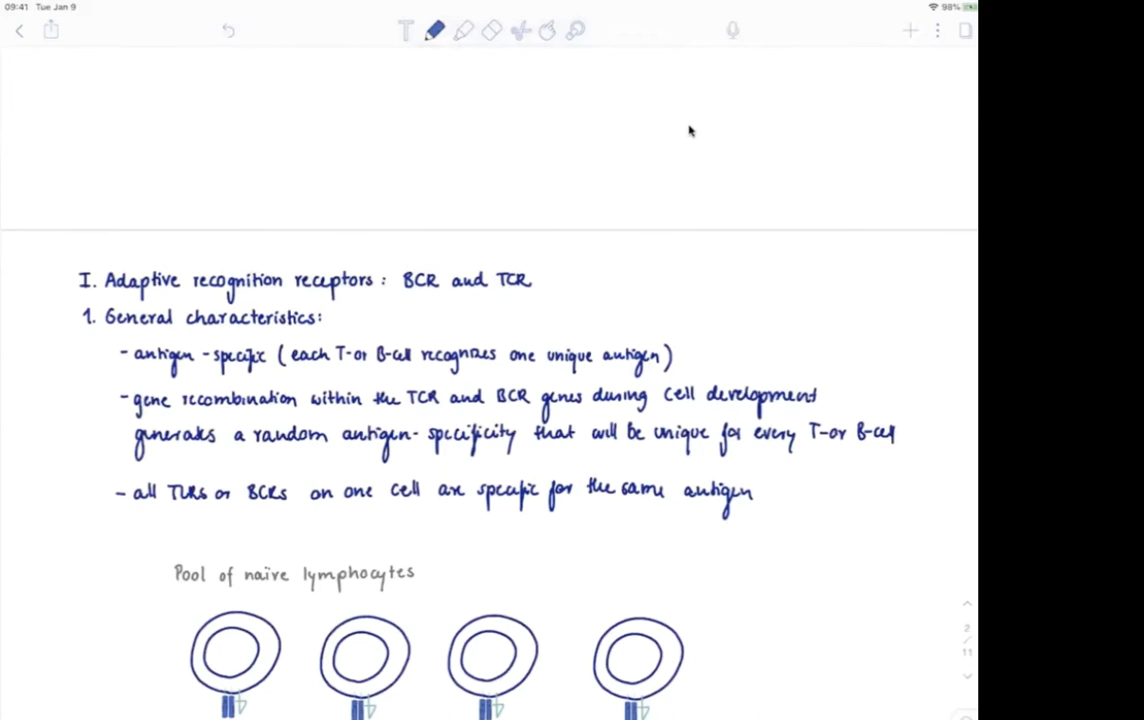 09:41 Tue Jan 9
98%
I. Adaptive recognition receptors : BCR and TCR
1. General characteristics:
- antigen - specific (each T- or B-cell recognizes one unique antigen)
- gene recombination within the TCR and BCR genes during cell development
generates a random antigen - specificity that will be unique for every T- or B-cell
- all TCRs or BCRs on one cell are specific for the same antigen
Pool of naive lymphocytes
2
/
11